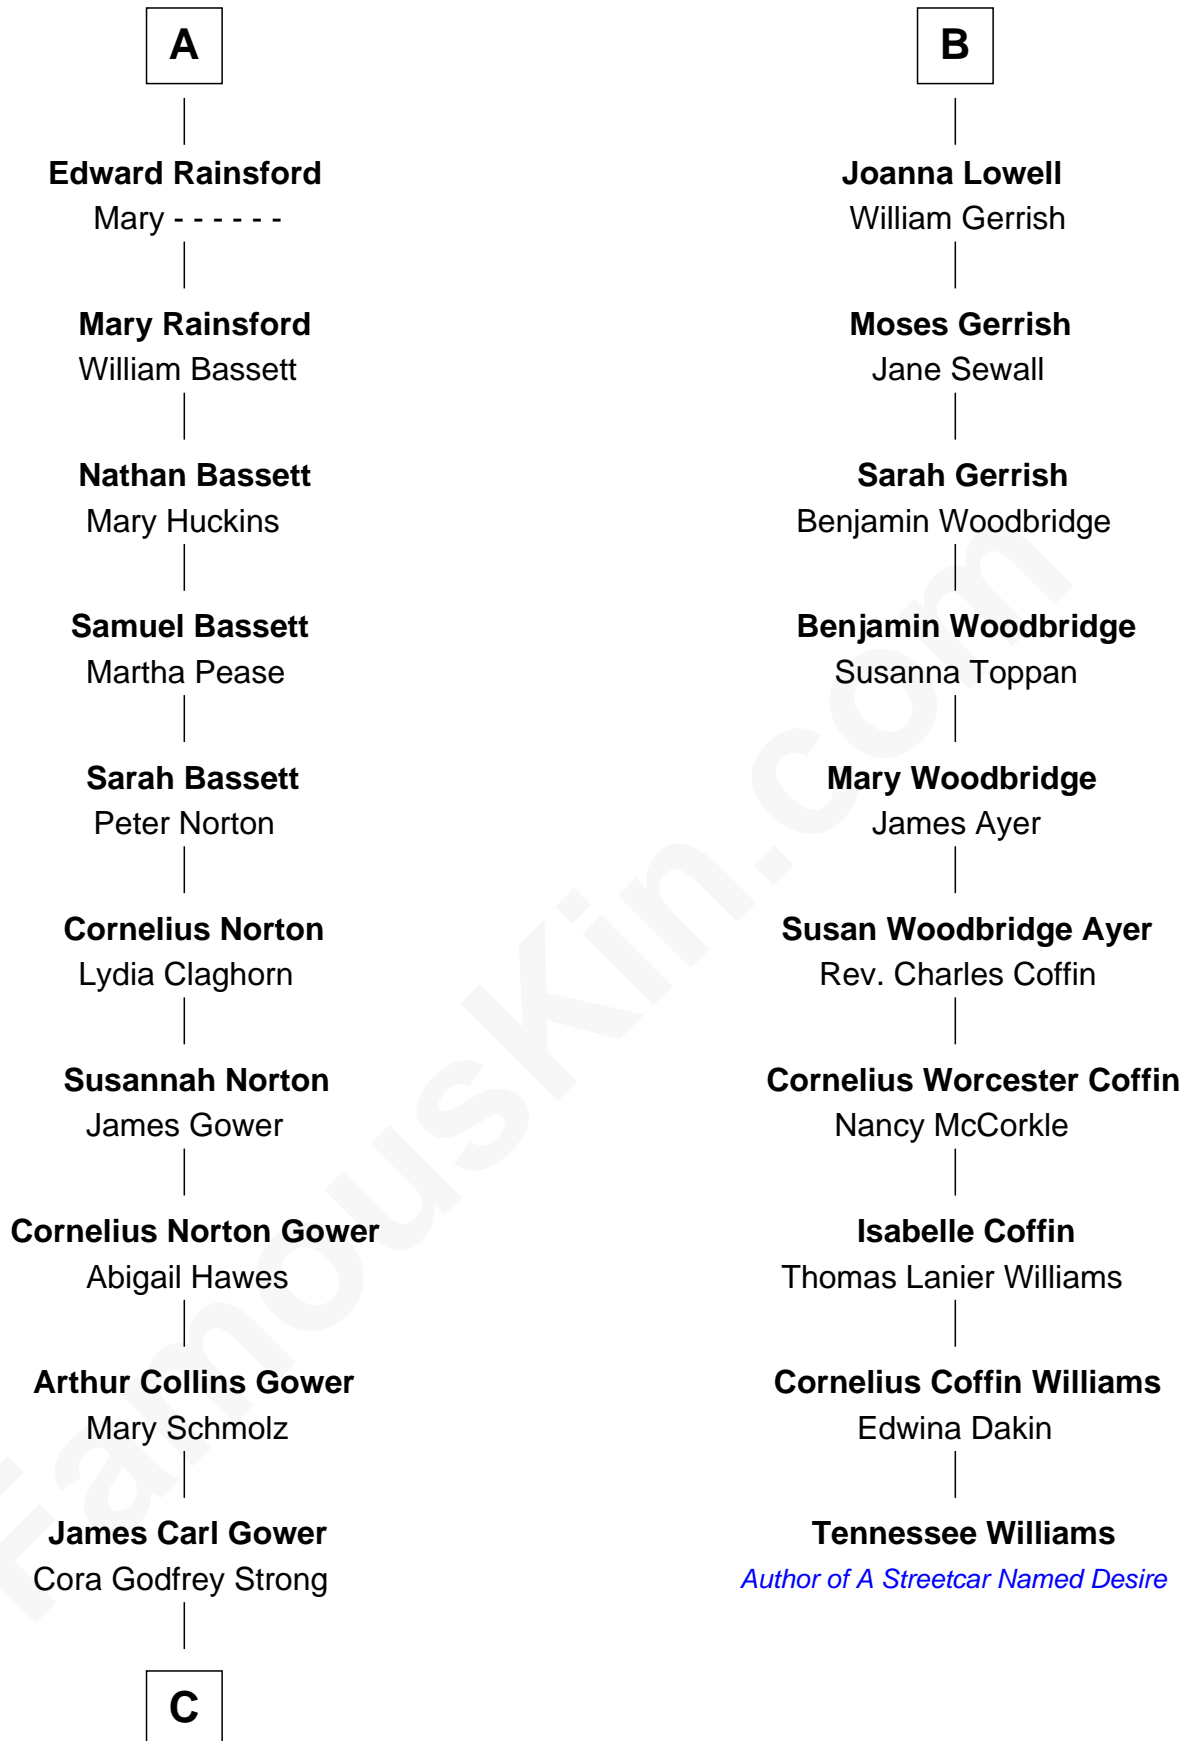 A
Edward Rainsford
Mary - - - - - -
Mary Rainsford
William Bassett
Nathan Bassett
Mary Huckins
Samuel Bassett
Martha Pease
Sarah Bassett
Peter Norton
Cornelius Norton
Lydia Claghorn
Susannah Norton
James Gower
Cornelius Norton Gower
Abigail Hawes
Arthur Collins Gower
Mary Schmolz
James Carl Gower
Cora Godfrey Strong
C
B
Joanna Lowell
William Gerrish
Moses Gerrish
Jane Sewall
Sarah Gerrish
Benjamin Woodbridge
Benjamin Woodbridge
Susanna Toppan
Mary Woodbridge
James Ayer
Susan Woodbridge Ayer
Rev. Charles Coffin
Cornelius Worcester Coffin
Nancy McCorkle
Isabelle Coffin
Thomas Lanier Williams
Cornelius Coffin Williams
Edwina Dakin
Tennessee Williams
Author of A Streetcar Named Desire
FamousKin.com